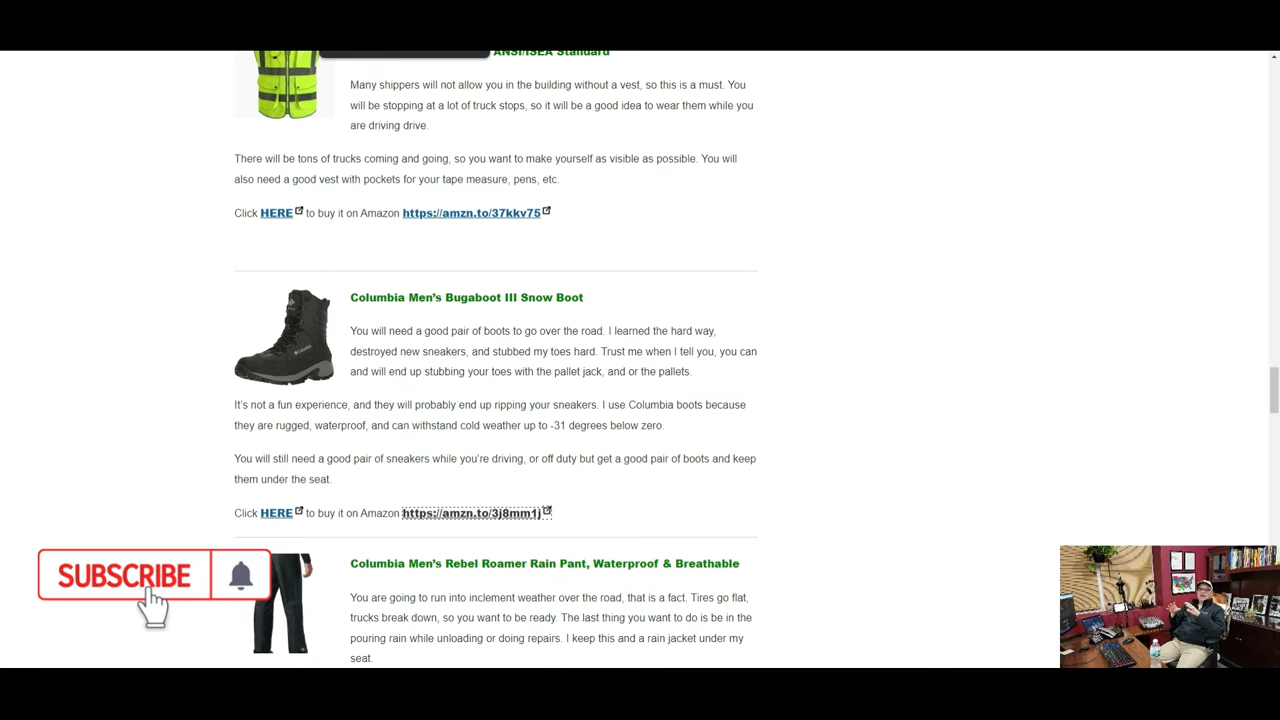 ANSI/ISEA Standard
Many shippers will not allow you in the building without a vest, so this is a must. You
will be stopping at a lot of truck stops, so it will be a good idea to wear them while you
are driving drive.
There will be tons of trucks coming and going, so you want to make yourself as visible as possible. You will
also need a good vest with pockets for your tape measure, pens, etc.
Click HERE to buy it on Amazon https://amzn.to/37kkv75
Columbia Men’s Bugaboot III Snow Boot
You will need a good pair of boots to go over the road. I learned the hard way,
destroyed new sneakers, and stubbed my toes hard. Trust me when I tell you, you can
and will end up stubbing your toes with the pallet jack, and or the pallets.
It’s not a fun experience, and they will probably end up ripping your sneakers. I use Columbia boots because
they are rugged, waterproof, and can withstand cold weather up to -31 degrees below zero.
You will still need a good pair of sneakers while you’re driving, or off duty but get a good pair of boots and keep
them under the seat.
Click HERE to buy it on Amazon https://amzn.to/3j8mm1j
SUBSCRIBE
Columbia Men’s Rebel Roamer Rain Pant, Waterproof & Breathable
You are going to run into inclement weather over the road, that is a fact. Tires go flat,
trucks break down, so you want to be ready. The last thing you want to do is be in the
pouring rain while unloading or doing repairs. I keep this and a rain jacket under my
seat.